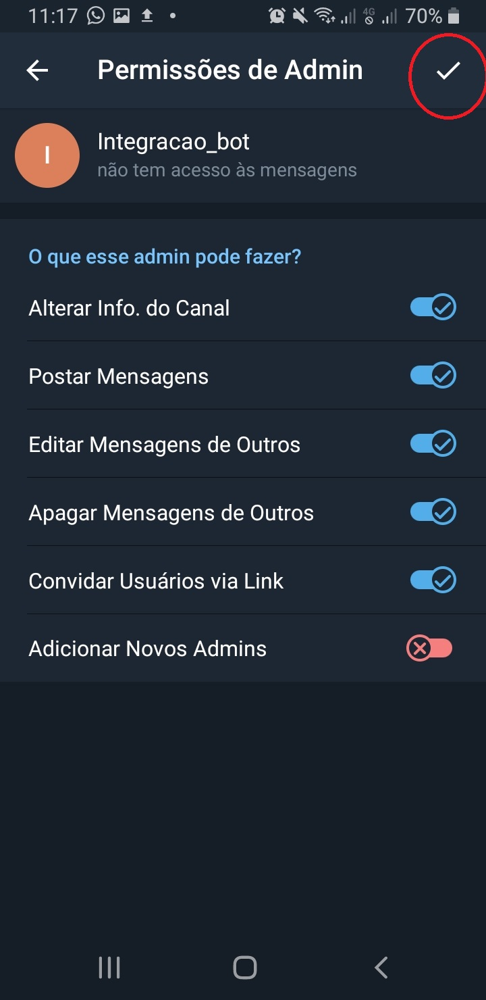 11:17 4G 70%
Permissões de Admin
I
Integracao_bot
não tem acesso às mensagens
O que esse admin pode fazer?
Alterar Info. do Canal
Postar Mensagens
Editar Mensagens de Outros
Apagar Mensagens de Outros
Convidar Usuários via Link
Adicionar Novos Admins